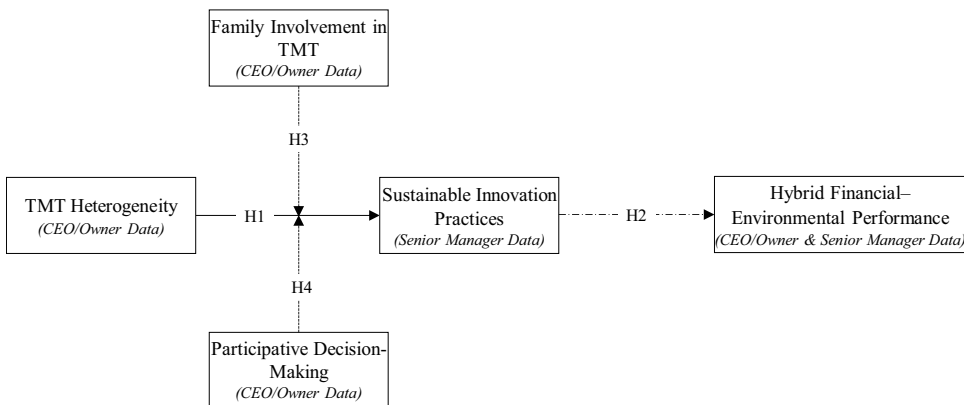 Family Involvement in
TMT
(CEO/Owner Data)
H3
TMT Heterogeneity
(CEO/Owner Data)
H1
Sustainable Innovation
Practices
(Senior Manager Data)
H2
Hybrid Financial–
Environmental Performance
(CEO/Owner & Senior Manager Data)
H4
Participative Decision-
Making
(CEO/Owner Data)